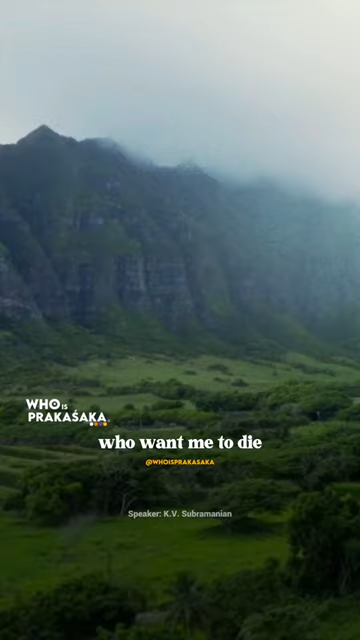 WHO IS
PRAKAŚAKA
who want me to die
@WHOISPRAKASAKA
Speaker: K.V. Subramanian